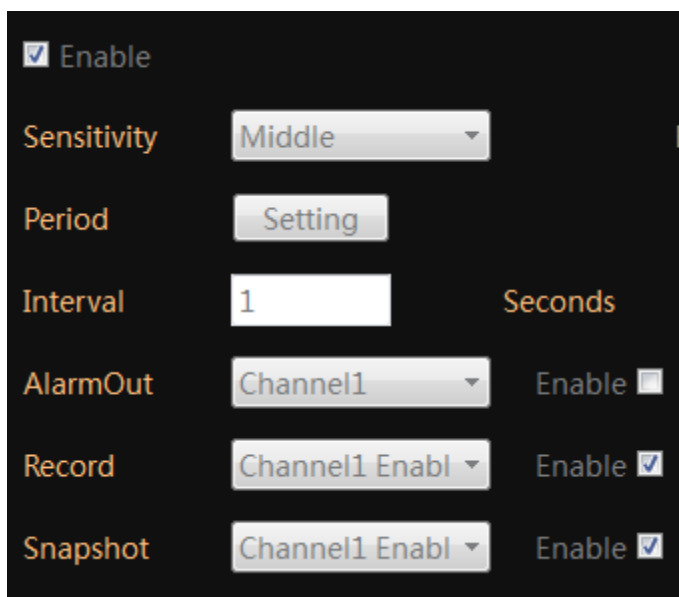 Enable
Sensitivity Middle
Period Setting
Interval 1 Seconds
AlarmOut Channel1 Enable
Record Channel1 Enabl Enable
Snapshot Channel1 Enabl Enable